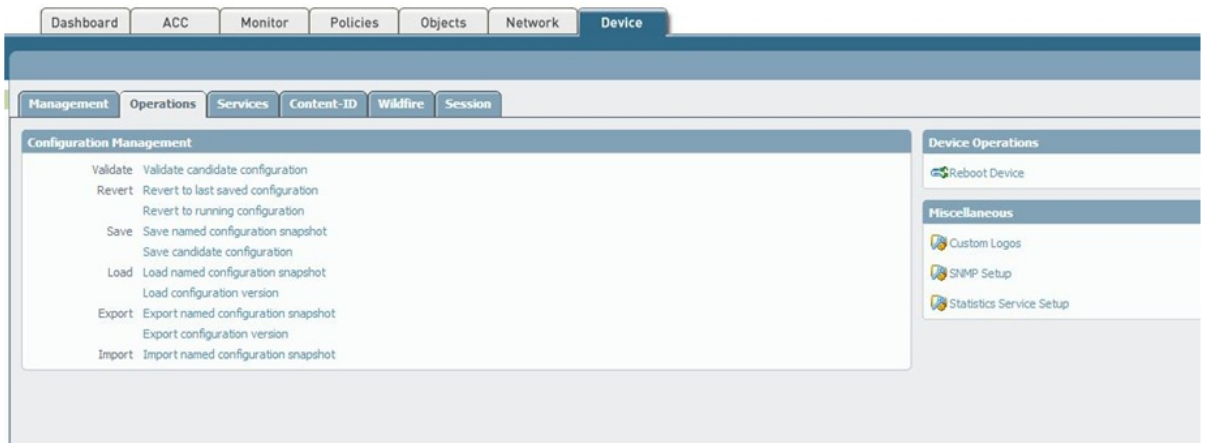 Dashboard ACC Monitor Policies Objects Network Device
Management Operations Services Content-ID Wildfire Session
Configuration Management
Validate Validate candidate configuration
Revert Revert to last saved configuration
Revert to running configuration
Save Save named configuration snapshot
Save candidate configuration
Load Load named configuration snapshot
Load configuration version
Export Export named configuration snapshot
Export configuration version
Import Import named configuration snapshot
Device Operations
Reboot Device
Miscellaneous
Custom Logos
SNMP Setup
Statistics Service Setup